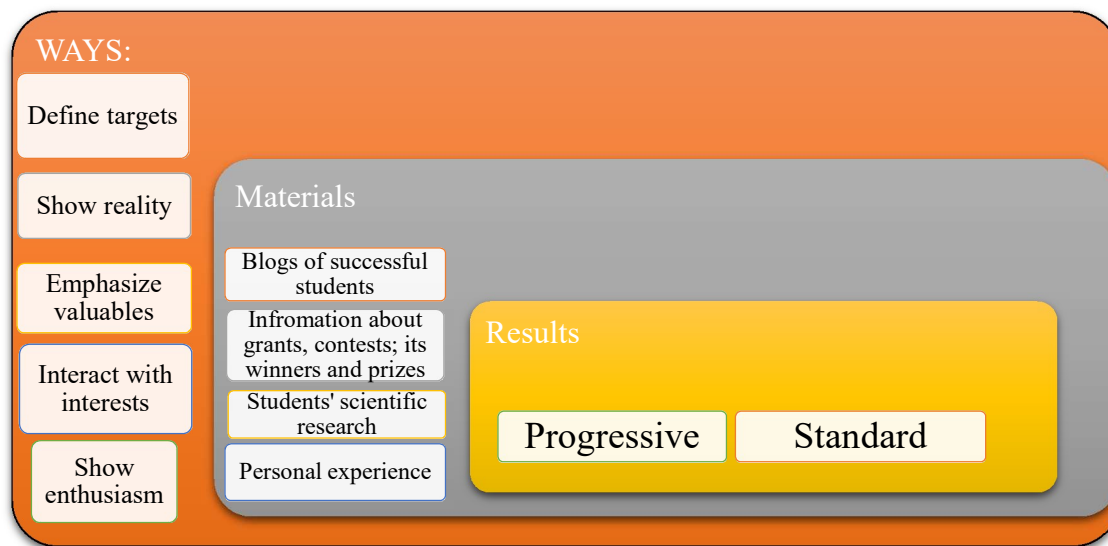 WAYS:
Define targets
Show reality
Emphasize
valuables
Interact with
interests
Show
enthusiasm
Materials
Blogs of successful
students
Infromation about
grants, contests; its
winners and prizes
Students' scientific
research
Personal experience
Results
Progressive
Standard